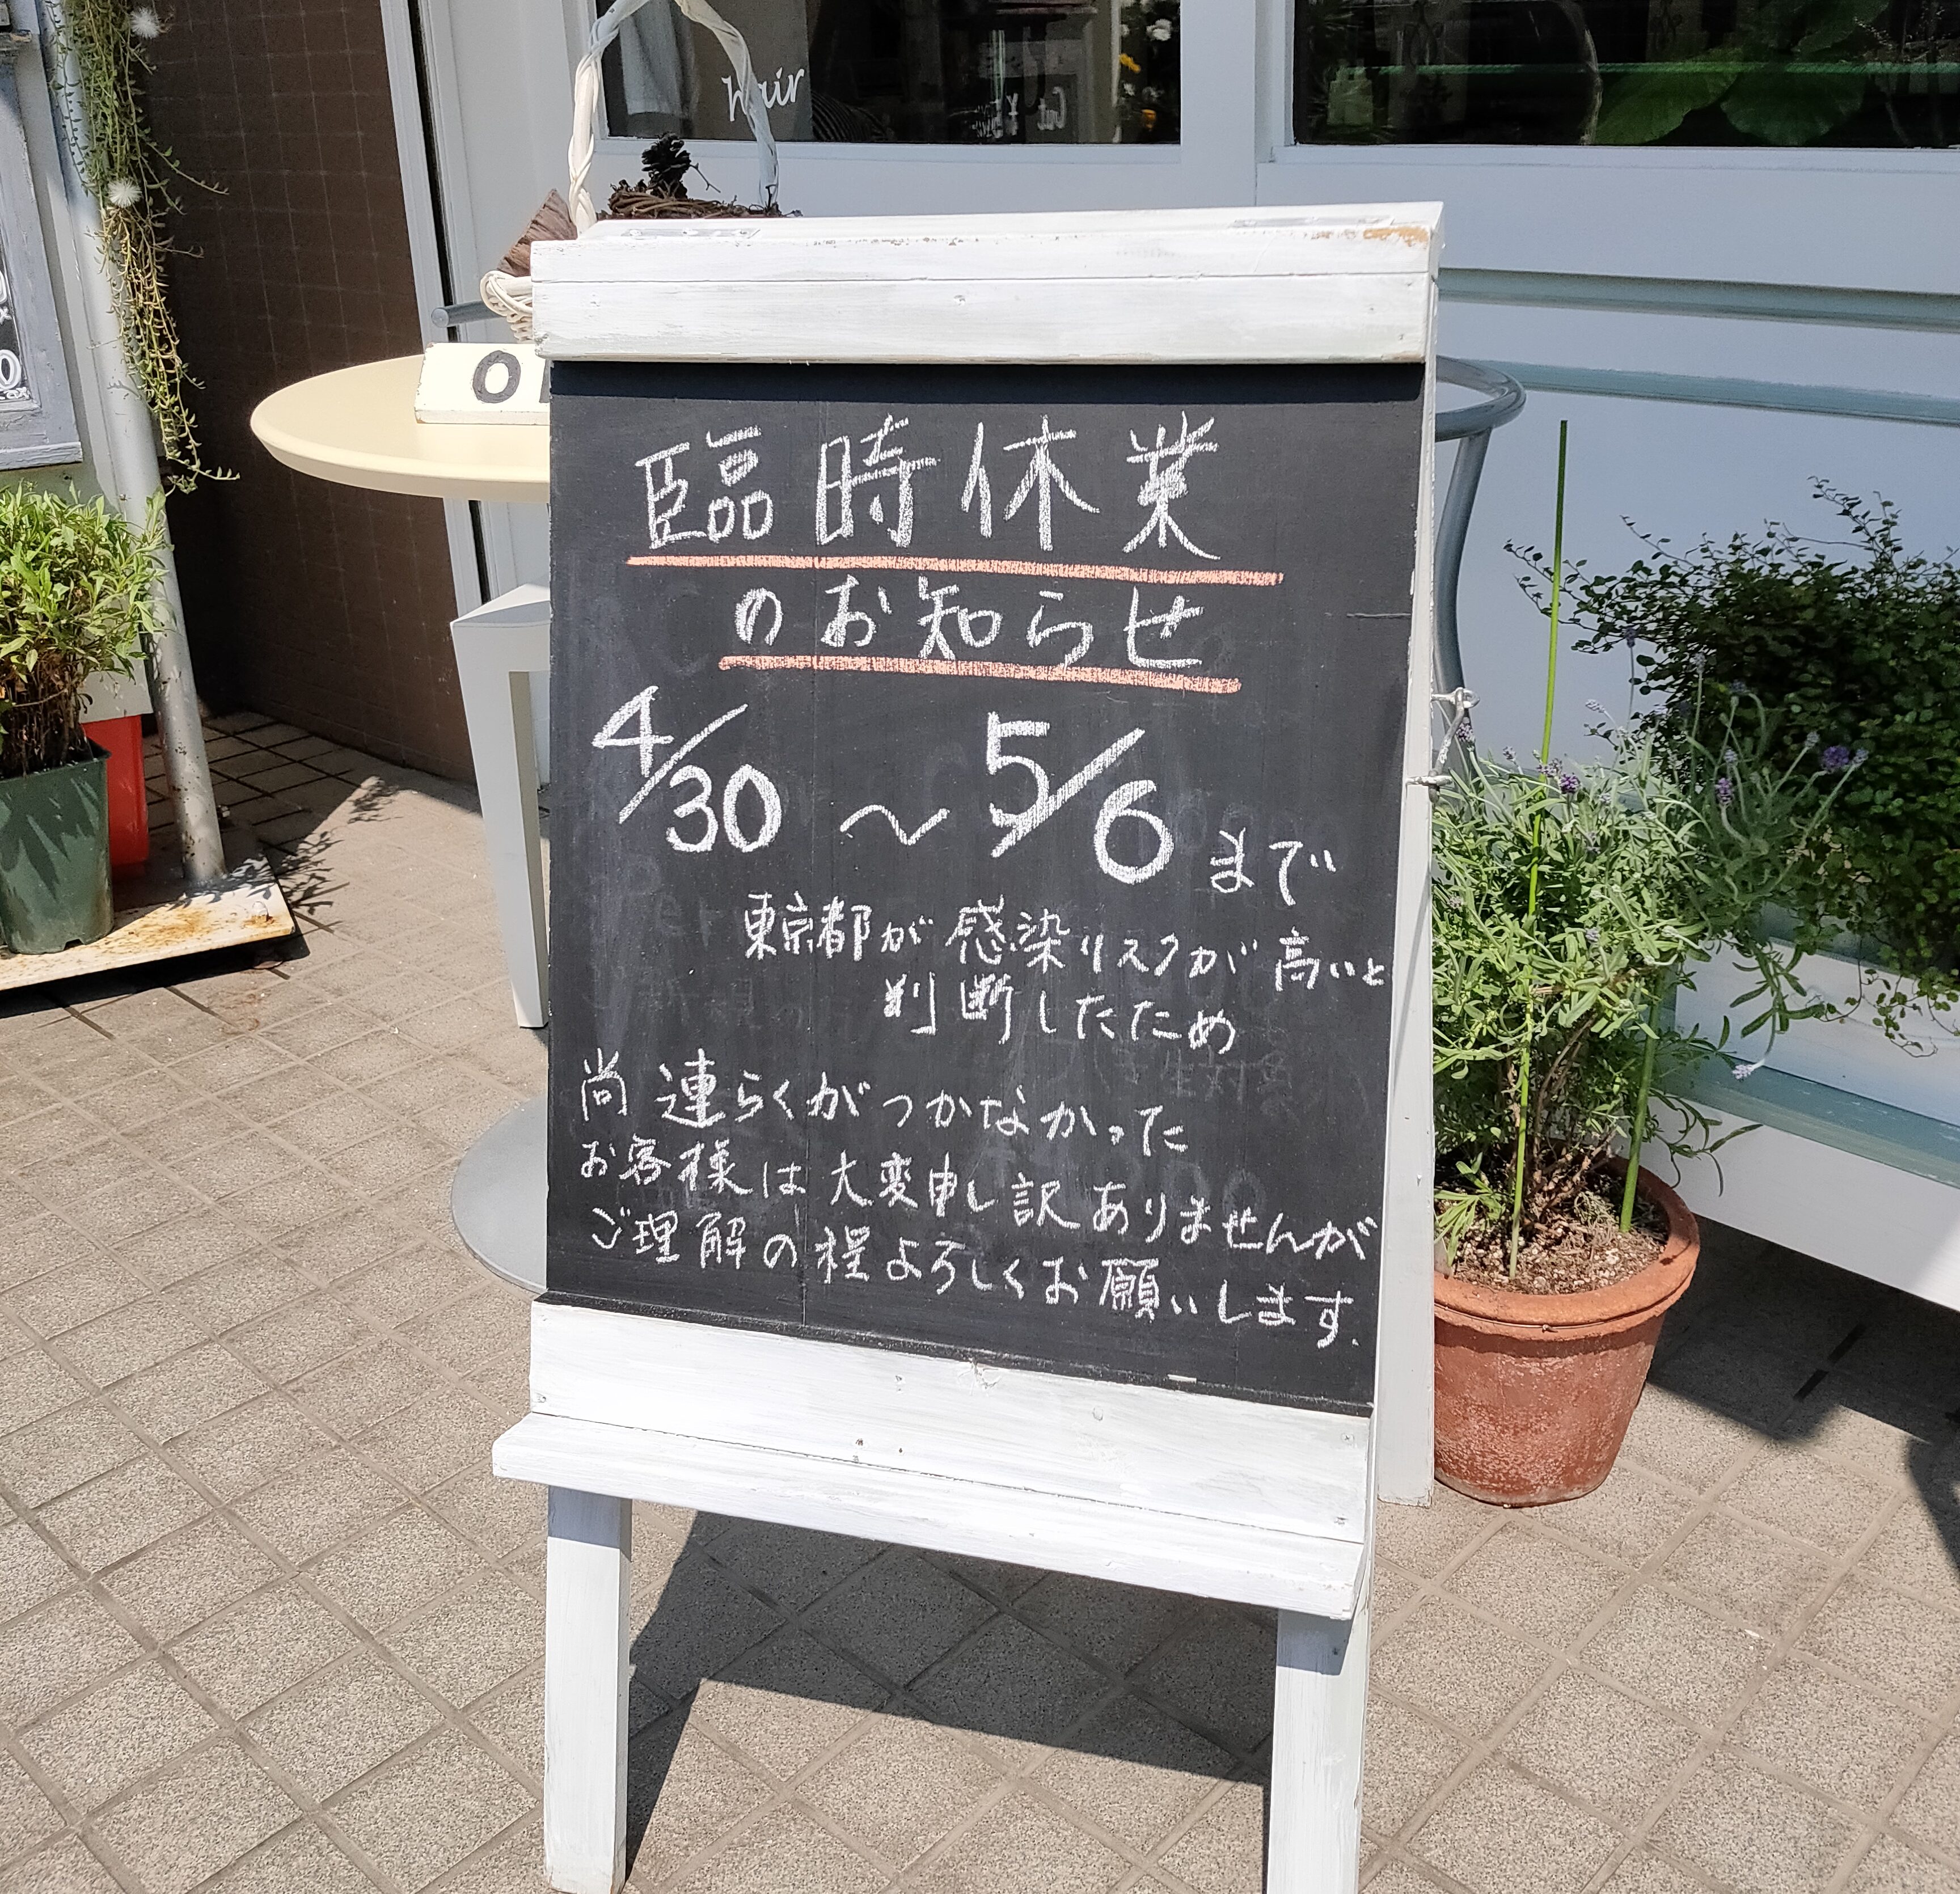 hair
O
臨時休業
のお知らせ
4/30 〜 5/6 まで
東京都が感染リスクが高いと
判断したため
尚 連らくがつかなかった
お客様は大変申し訳ありませんが
ご理解の程よろしくお願いします.